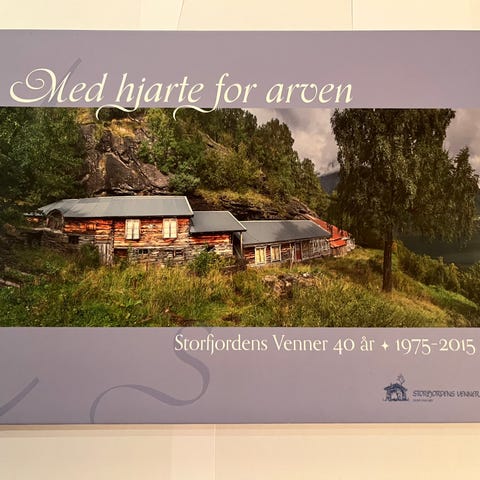 Med hjarte for arven
Storfjordens Venner 40 år ✦ 1975-2015
STORFJORDENS VENNER